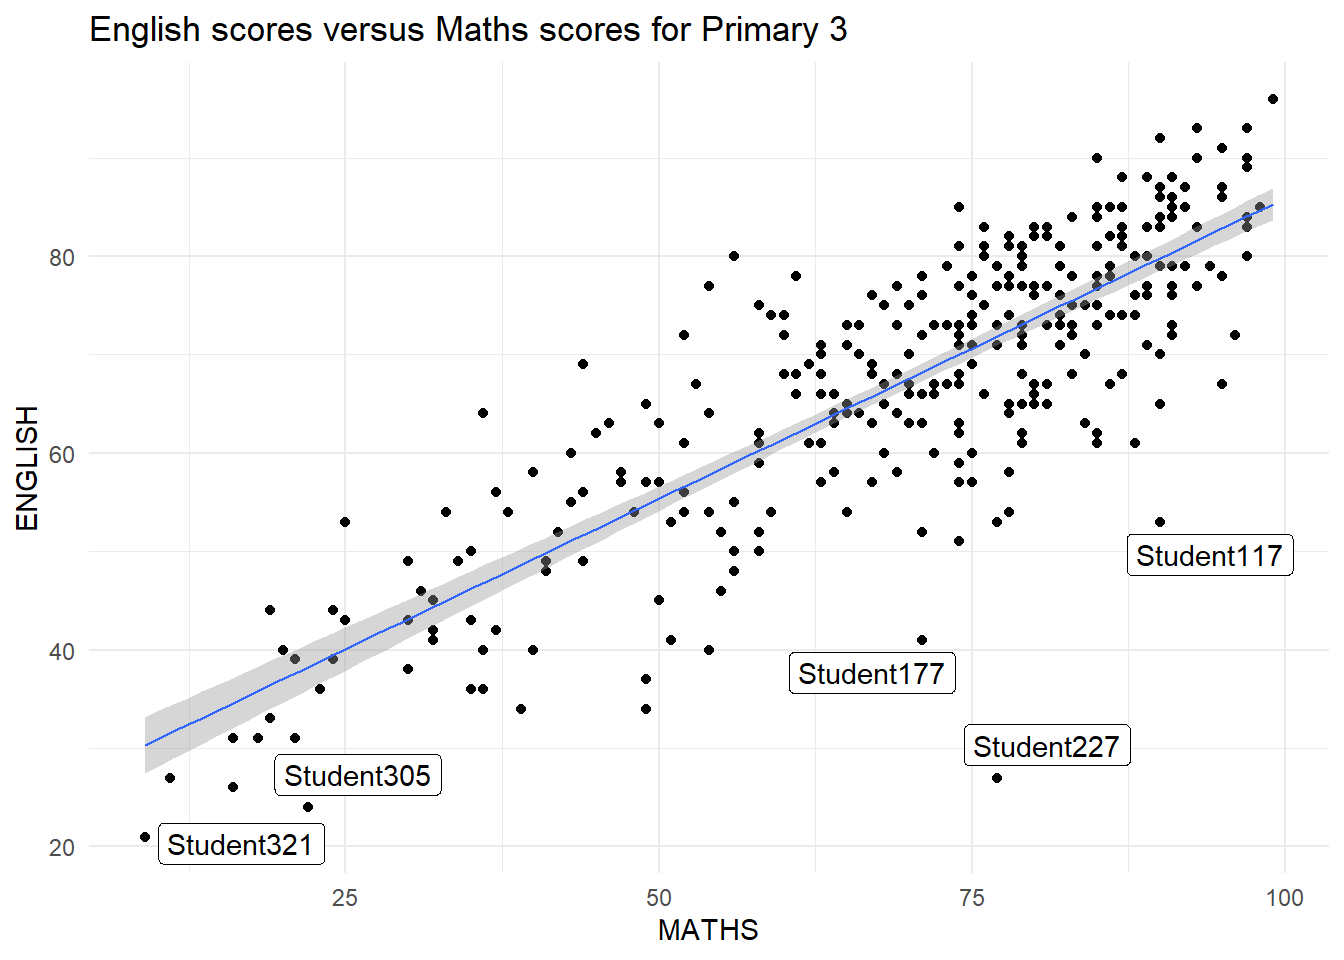 English scores versus Maths scores for Primary 3
ENGLISH
80
60
40
20
Student117
Student177
Student227
Student305
Student321
25
50
75
100
MATHS